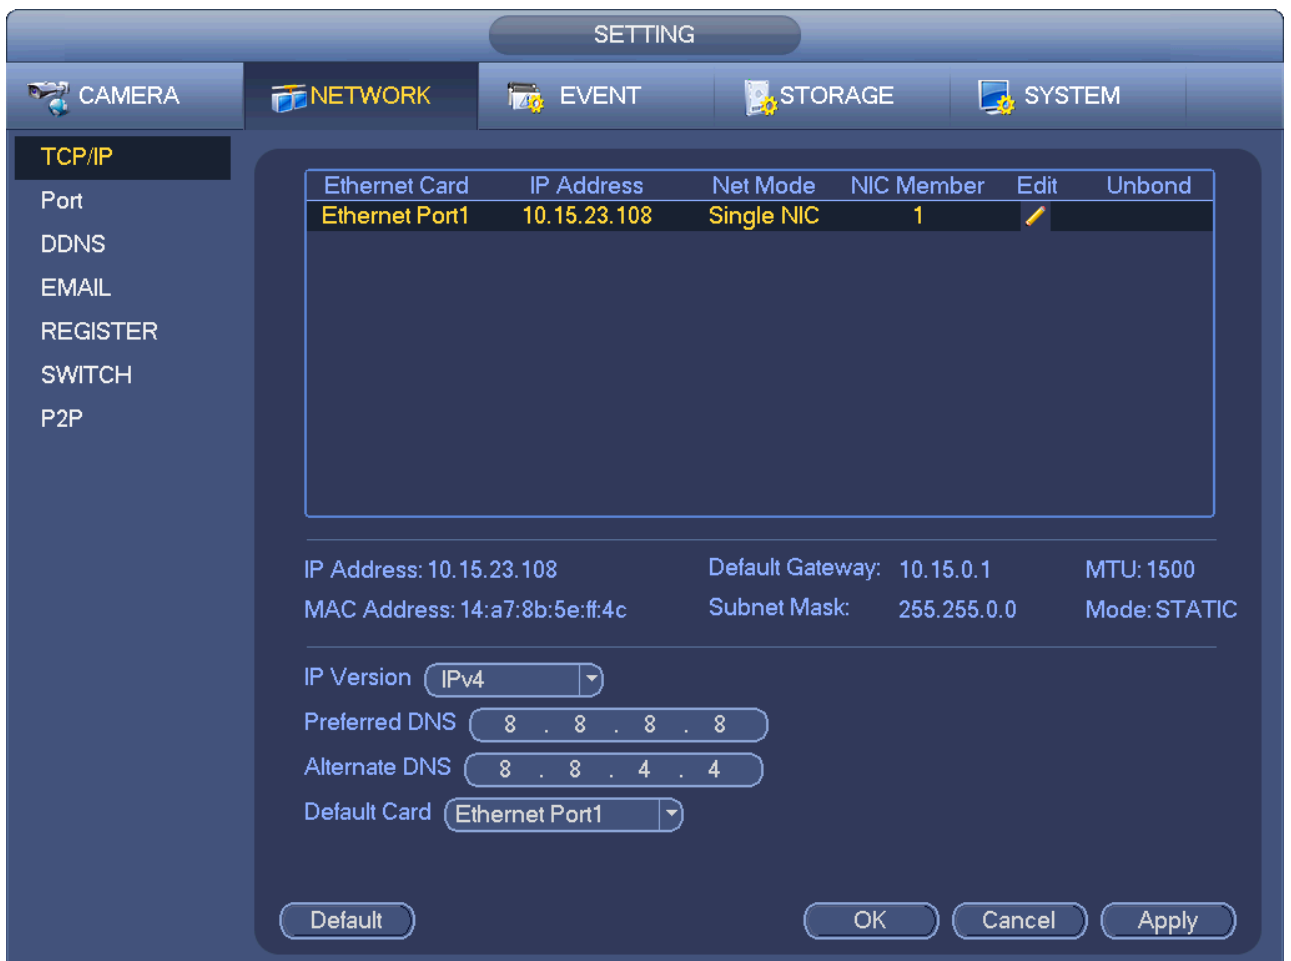 SETTING
CAMERA NETWORK EVENT STORAGE SYSTEM
TCP/IP
Port
DDNS
EMAIL
REGISTER
SWITCH
P2P
Ethernet Card IP Address Net Mode NIC Member Edit Unbond
Ethernet Port1 10.15.23.108 Single NIC 1
IP Address: 10.15.23.108 Default Gateway: 10.15.0.1 MTU: 1500
MAC Address: 14:a7:8b:5e:ff:4c Subnet Mask: 255.255.0.0 Mode: STATIC
IP Version IPv4
Preferred DNS 8 . 8 . 8 . 8
Alternate DNS 8 . 8 . 4 . 4
Default Card Ethernet Port1
Default OK Cancel Apply